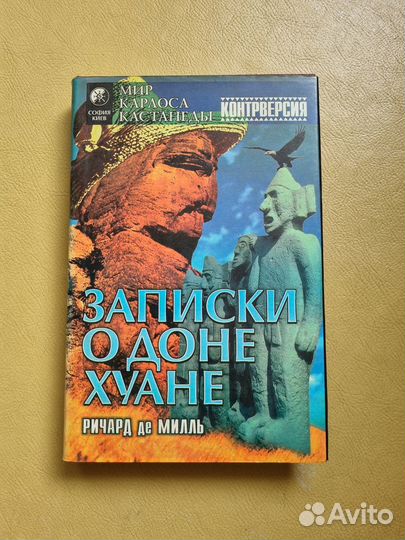 СОФИЯ
КИЕВ
МИР
КАРЛОСА
КАСТАНЕДЫ
КОНТРВЕРСИЯ
ЗАПИСКИ
О ДОНЕ
ХУАНЕ
РИЧАРД де МИЛЛЬ
Avito